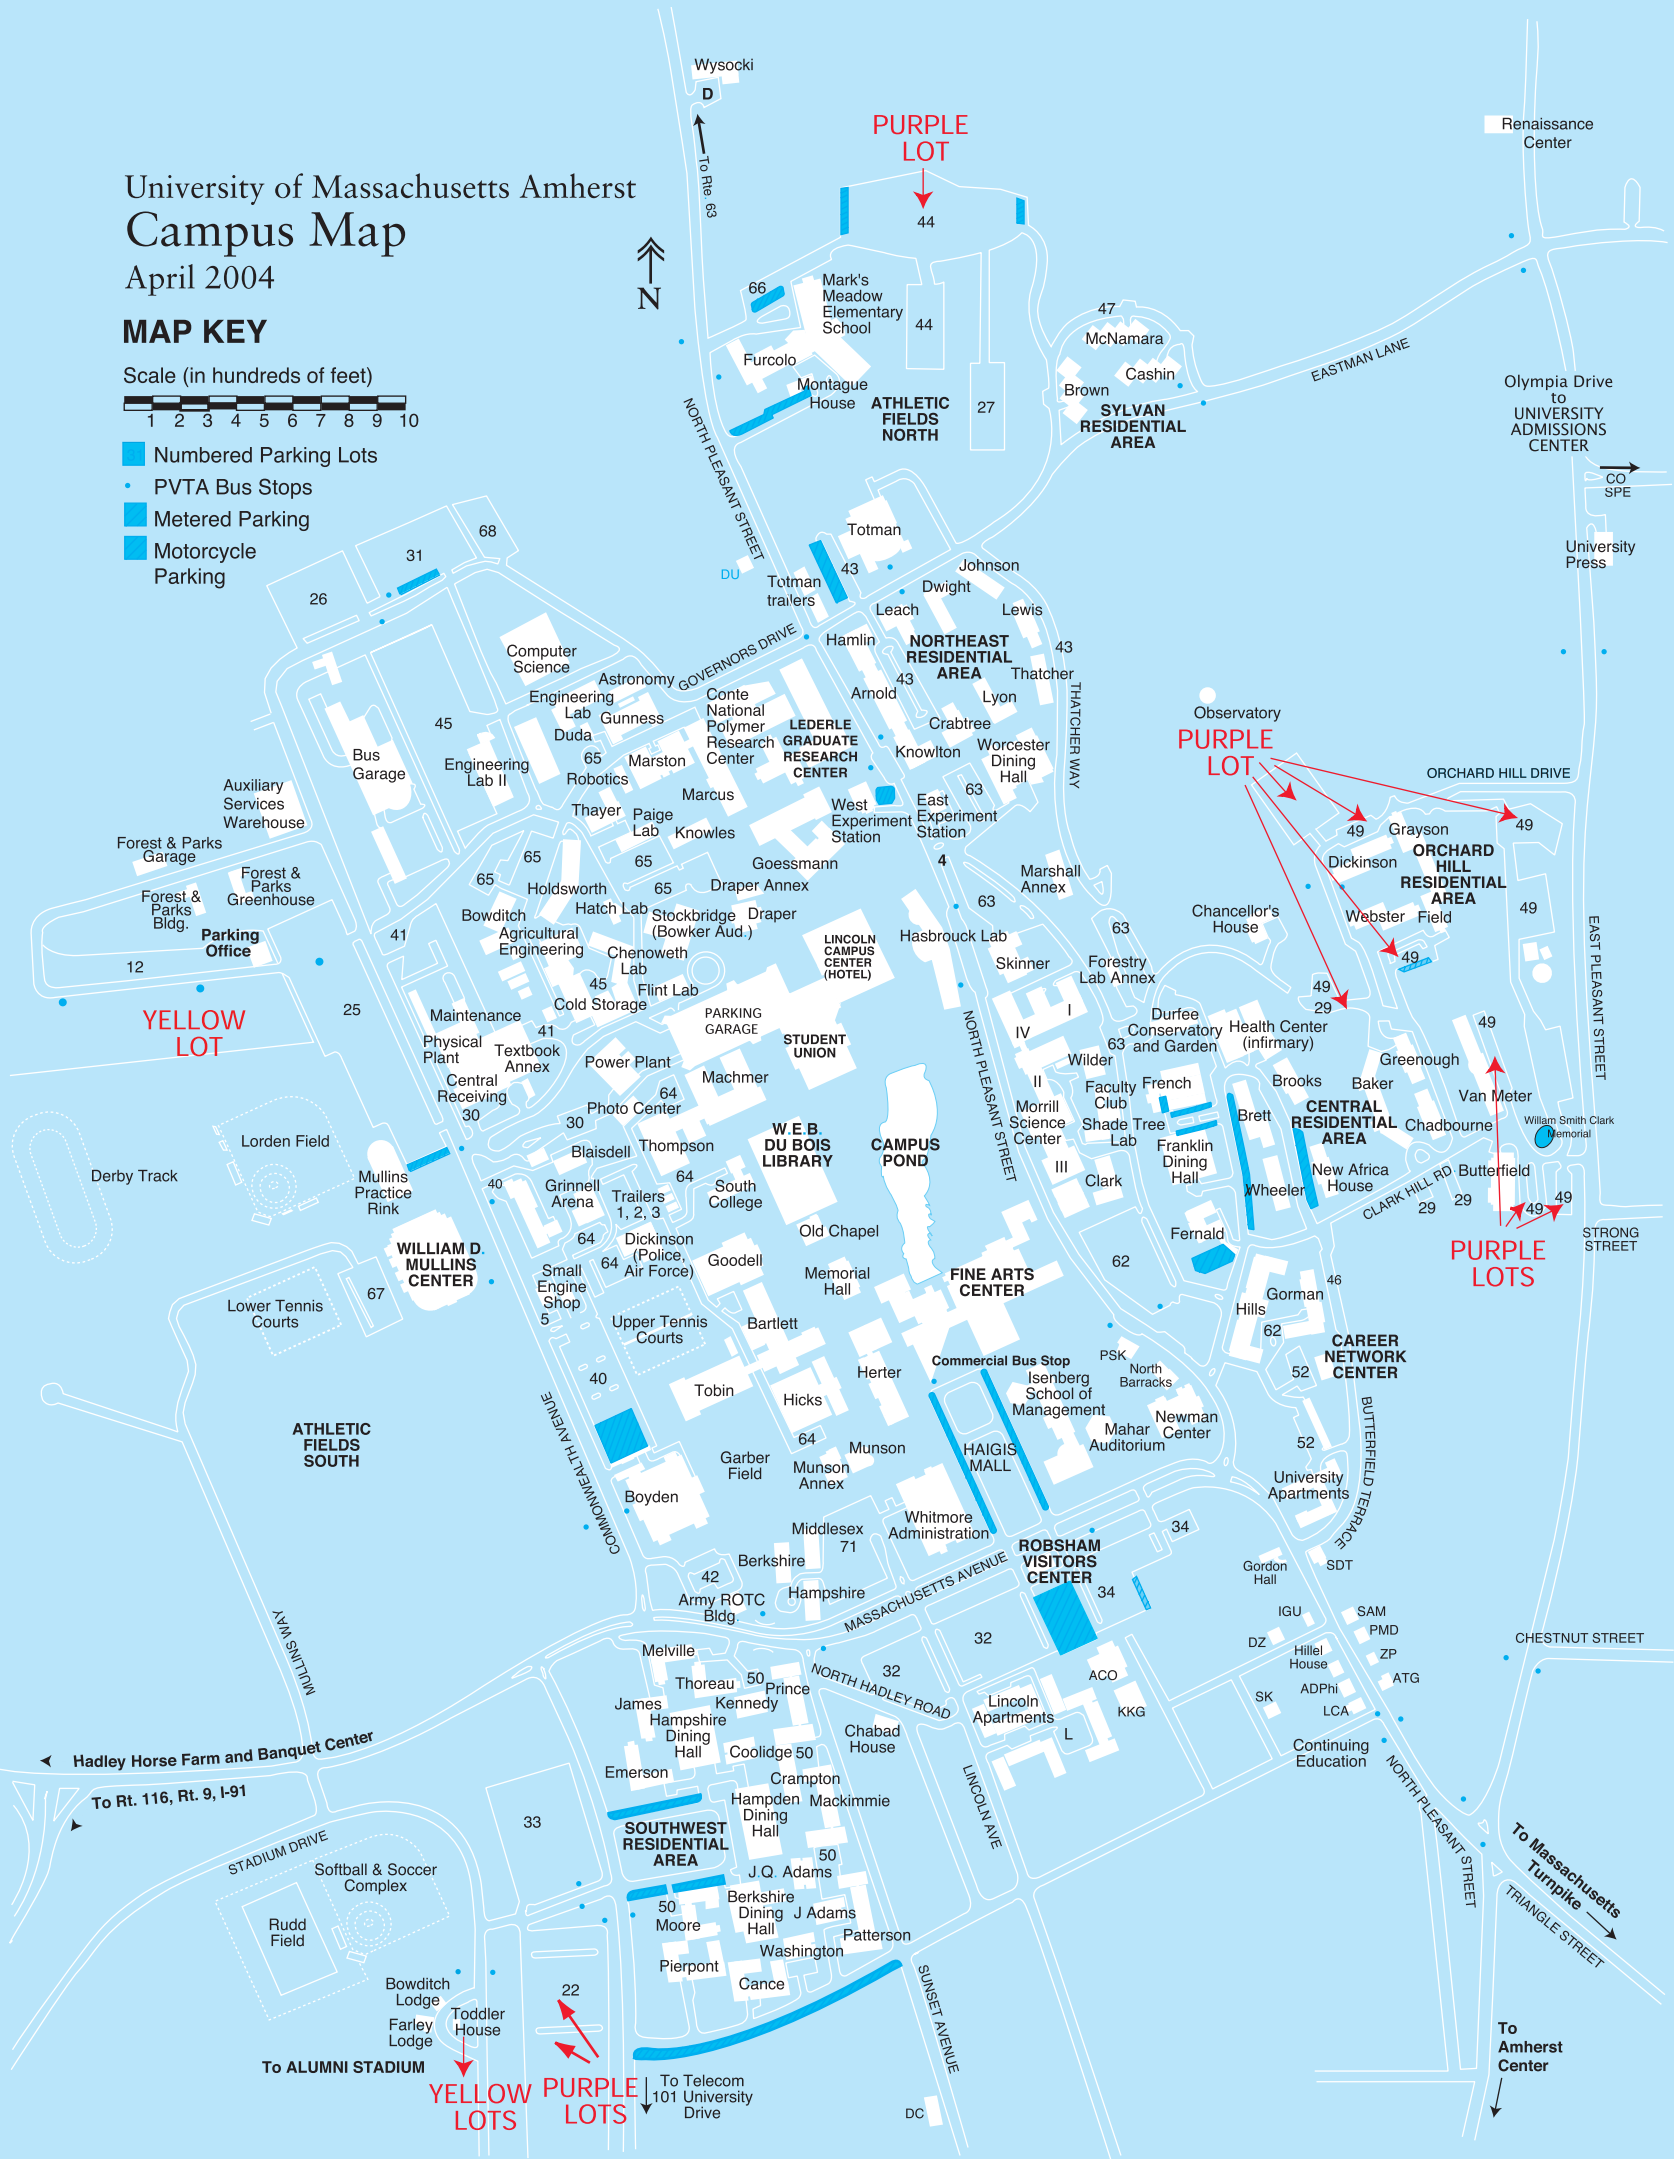 Wysocki
D
To Rte. 63
PURPLE
LOT
44
Renaissance
Center
University of Massachusetts Amherst
Campus Map
April 2004
N
MAP KEY
Scale (in hundreds of feet)
1 2 3 4 5 6 7 8 9 10
Numbered Parking Lots
PVTA Bus Stops
Metered Parking
Motorcycle
Parking
66
Mark's
Meadow
Elementary
School
44
Furcolo
Montague
House
ATHLETIC
FIELDS
NORTH
27
47
McNamara
Cashin
Brown
SYLVAN
RESIDENTIAL
AREA
EASTMAN LANE
Olympia Drive
to
UNIVERSITY
ADMISSIONS
CENTER
CO
SPE
University
Press
NORTH PLEASANT STREET
68
31
26
DU
Totman
Totman
trailers
43
Johnson
Dwight
Leach
Lewis
Hamlin
NORTHEAST
RESIDENTIAL
AREA
43
Thatcher
43
Arnold
Lyon
Crabtree
Knowlton
Worcester
Dining
Hall
THATCHER WAY
GOVERNORS DRIVE
Computer
Science
Astronomy
Engineering
Lab
Gunness
Duda
Conte
National
Polymer
Research
Center
LEDERLE
GRADUATE
RESEARCH
CENTER
45
Bus
Garage
Engineering
Lab II
65
Robotics
Marston
Marcus
Thayer
Paige
Lab
Knowles
West
Experiment
Station
East
Experiment
Station
63
Auxiliary
Services
Warehouse
Forest & Parks
Garage
Forest &
Parks
Greenhouse
Forest &
Parks
Bldg.
Parking
Office
12
YELLOW
LOT
65
65
65
65
Holdsworth
Hatch Lab
Goessmann
Draper Annex
Stockbridge
(Bowker Aud.)
Draper
4
Marshall
Annex
63
Observatory
PURPLE
LOT
ORCHARD HILL DRIVE
49
Grayson
49
Dickinson
ORCHARD
HILL
RESIDENTIAL
AREA
Webster
Field
49
49
Chancellor's
House
EAST PLEASANT STREET
41
Bowditch
Agricultural
Engineering
Chenoweth
Lab
45
Flint Lab
Cold Storage
LINCOLN
CAMPUS
CENTER
(HOTEL)
Hasbrouck Lab
Skinner
63
Forestry
Lab Annex
49
29
25
Maintenance
41
Physical
Plant
Textbook
Annex
Central
Receiving
30
Power Plant
PARKING
GARAGE
STUDENT
UNION
Machmer
64
Photo Center
30
NORTH PLEASANT STREET
I
IV
II
III
Durfee
Conservatory
and Garden
63
Wilder
Health Center
(infirmary)
49
Greenough
Faculty
Club
French
Brooks
Baker
Van Meter
Morrill
Science
Center
Shade Tree
Lab
Brett
CENTRAL
RESIDENTIAL
AREA
Chadbourne
Willam Smith Clark
Memorial
Franklin
Dining
Hall
Clark
Wheeler
New Africa
House
Butterfield
CLARK HILL RD
29
29
49
49
PURPLE
LOTS
STRONG
STREET
Derby Track
Lorden Field
Mullins
Practice
Rink
40
Blaisdell
Thompson
Grinnell
Arena
Trailers
1, 2, 3
64
South
College
W.E.B.
DU BOIS
LIBRARY
CAMPUS
POND
Old Chapel
WILLIAM D.
MULLINS
CENTER
67
Lower Tennis
Courts
64
64
Dickinson
(Police,
Air Force)
Goodell
Small
Engine
Shop
5
Upper Tennis
Courts
Memorial
Hall
Bartlett
FINE ARTS
CENTER
Fernald
62
46
Gorman
Hills
62
CAREER
NETWORK
CENTER
52
52
University
Apartments
BUTTERFIELD TERRACE
ATHLETIC
FIELDS
SOUTH
40
COMMONWEALTH AVENUE
Tobin
Hicks
Herter
Commercial Bus Stop
PSK
North
Barracks
Isenberg
School of
Management
Newman
Center
Mahar
Auditorium
HAIGIS
MALL
Garber
Field
64
Munson
Munson
Annex
Boyden
Whitmore
Administration
Middlesex
71
Berkshire
42
Army ROTC
Bldg.
Hampshire
MASSACHUSETTS AVENUE
ROBSHAM
VISITORS
CENTER
34
34
Gordon
Hall
SDT
IGU
SAM
PMD
DZ
Hillel
House
ZP
ATG
ADPhi
SK
LCA
Continuing
Education
CHESTNUT STREET
MULLINS WAY
32
32
NORTH HADLEY ROAD
ACO
KKG
Lincoln
Apartments
L
Chabad
House
LINCOLN AVE
Melville
Thoreau
50
Prince
James
Kennedy
Hampshire
Dining
Hall
Coolidge
50
Emerson
Crampton
Hampden
Dining
Hall
Mackimmie
Hadley Horse Farm and Banquet Center
To Rt. 116, Rt. 9, I-91
STADIUM DRIVE
33
SOUTHWEST
RESIDENTIAL
AREA
50
J.Q. Adams
50
Moore
Berkshire
Dining
Hall
J Adams
Patterson
Washington
Pierpont
Cance
Softball & Soccer
Complex
Rudd
Field
Bowditch
Lodge
Toddler
House
Farley
Lodge
22
To ALUMNI STADIUM
YELLOW
LOTS
PURPLE
LOTS
To Telecom
101 University
Drive
SUNSET AVENUE
DC
NORTH PLEASANT STREET
To Massachusetts
Turnpike
TRIANGLE STREET
To
Amherst
Center